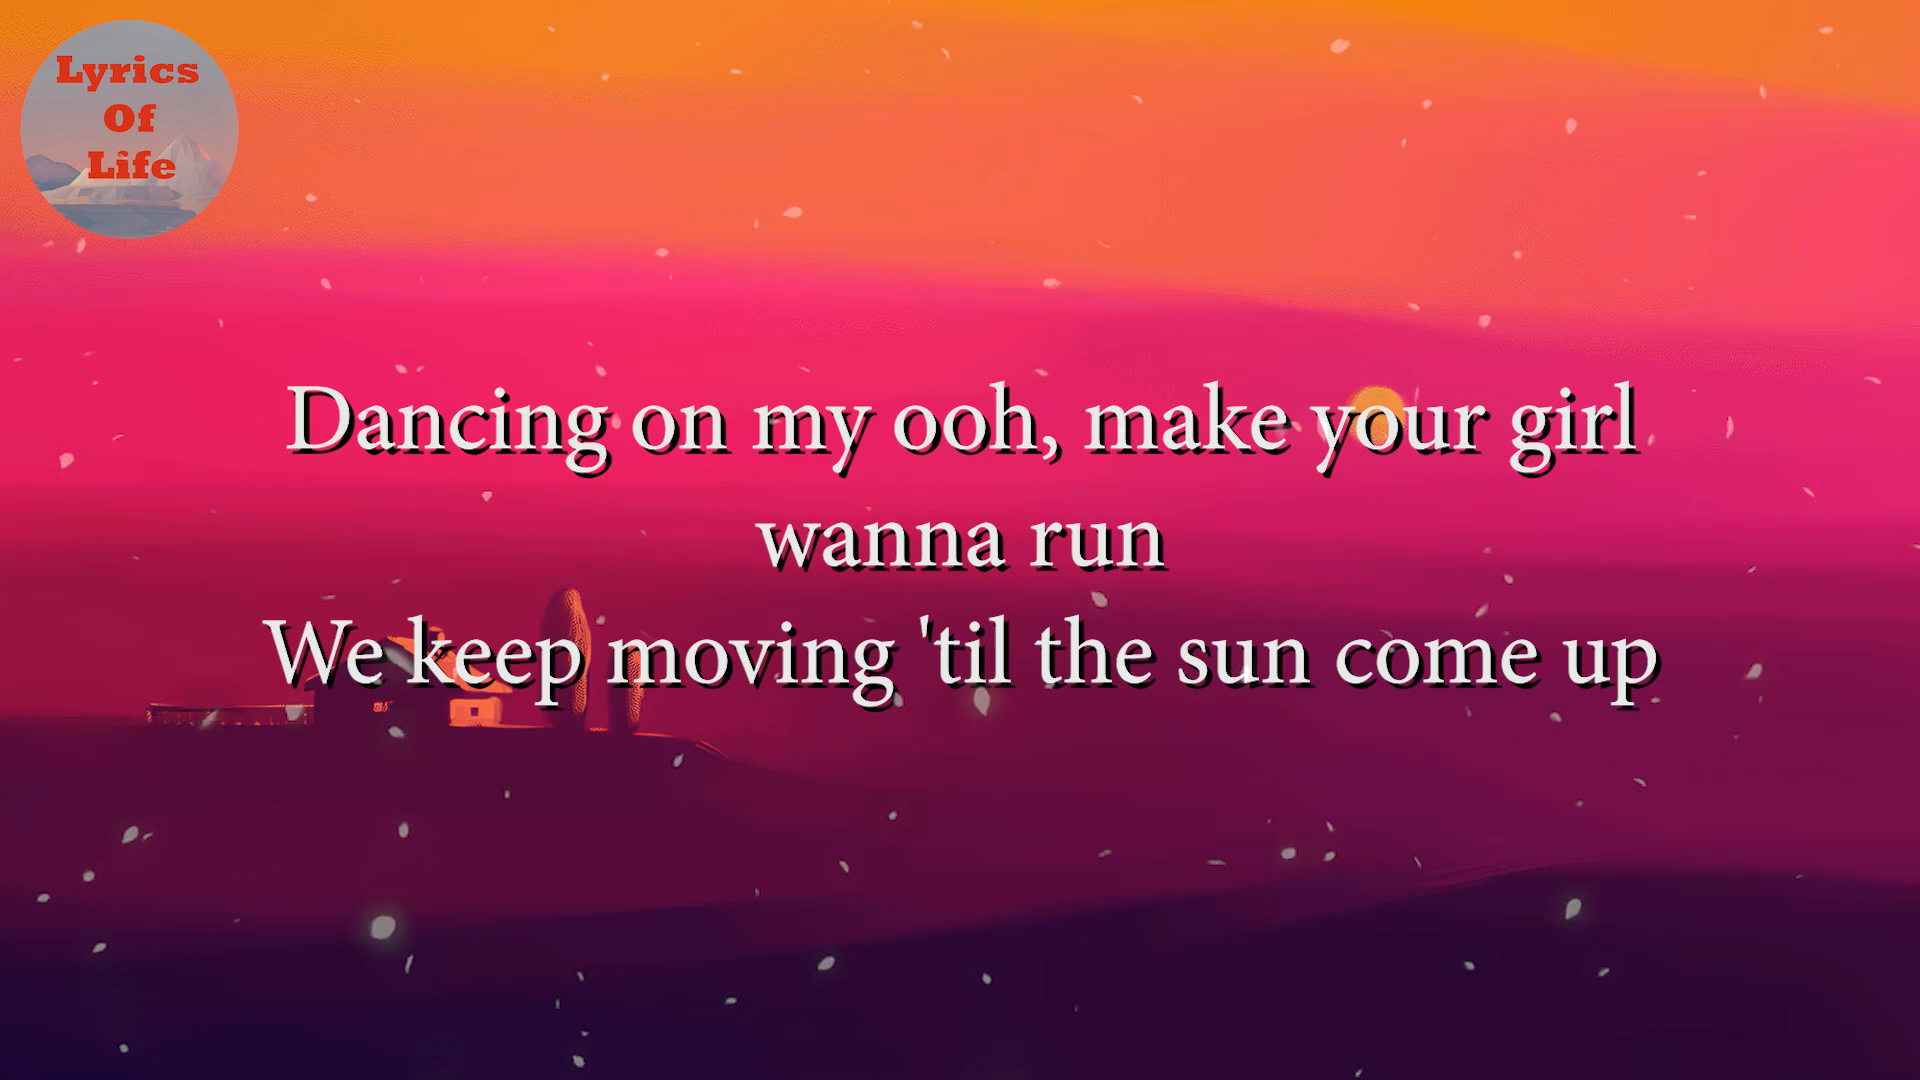 Lyrics
Of
Life
Dancing on my ooh, make your girl
wanna run
We keep moving 'til the sun come up